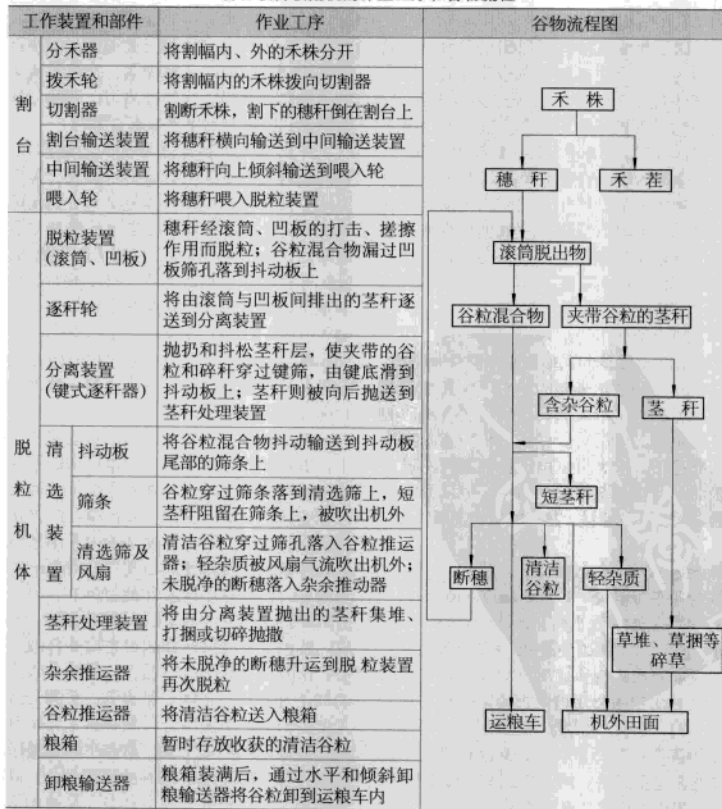 工作装置和部件 作业工序 谷物流程图
割台
分禾器 将割幅内、外的禾株分开
拨禾轮 将割幅内的禾株拨向切割器
切割器 割断禾株，割下的穗秆倒在割台上
割台输送装置 将穗秆横向输送到中间输送装置
中间输送装置 将穗秆向上倾斜输送到喂入轮
喂入轮 将穗秆喂入脱粒装置
脱粒机体
脱粒装置
(滚筒、凹板)
穗秆经滚筒、凹板的打击、搓擦
作用而脱粒；谷粒混合物漏过凹
板筛孔落到抖动板上
逐秆轮
将由滚筒与凹板间排出的茎秆逐
送到分离装置
分离装置
(键式逐秆器)
抛扔和抖松茎秆层，使夹带的谷
粒和碎秆穿过键筛，由键底滑到
抖动板上；茎秆则被向后抛送到
茎秆处理装置
清选装置
抖动板
将谷粒混合物抖动输送到抖动板
尾部的筛条上
筛条
谷粒穿过筛条落到清选筛上，短
茎秆阻留在筛条上，被吹出机外
清选筛及
风扇
清洁谷粒穿过筛孔落入谷粒推运
器；轻杂质被风扇气流吹出机外；
未脱净的断穗落入杂余推动器
茎秆处理装置
将由分离装置抛出的茎秆集堆、
打捆或切碎抛撒
杂余推运器
将未脱净的断穗升运到脱 粒装置
再次脱粒
谷粒推运器 将清洁谷粒送入粮箱
粮箱 暂时存放收获的清洁谷粒
卸粮输送器
粮箱装满后，通过水平和倾斜卸
粮输送器将谷粒卸到运粮车内
禾 株
穗 秆 禾 茬
滚筒脱出物
谷粒混合物 夹带谷粒的茎秆
含杂谷粒 茎 秆
短茎秆
断穗 清洁
谷粒 轻杂质
草堆、草捆等
碎草
运粮车 机外田面